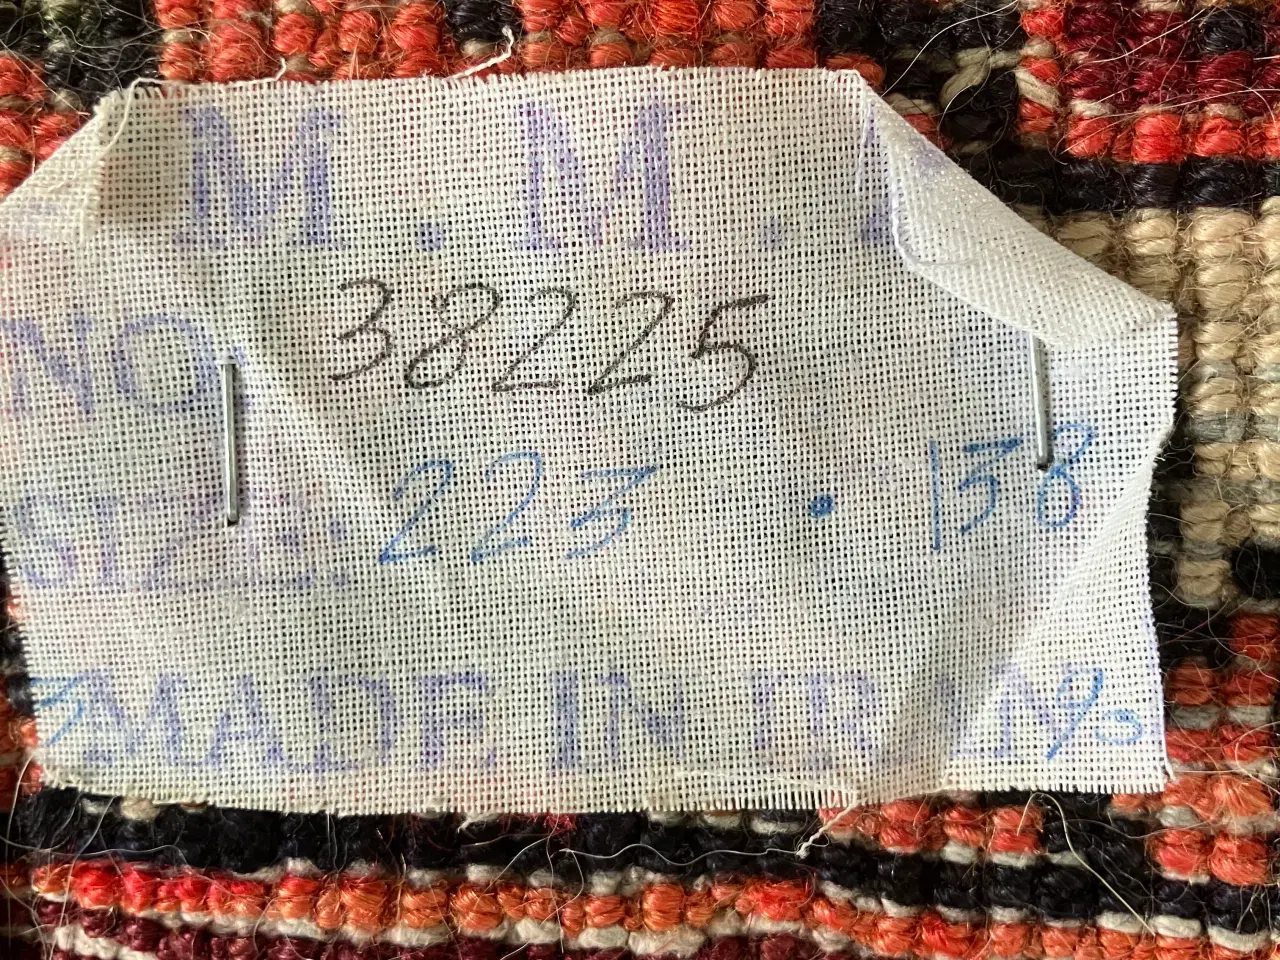 M. M.
NO. 38225
SIZE: 223 · 158
MADE IN IRAN